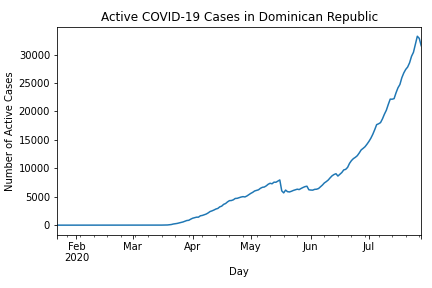 Active COVID-19 Cases in Dominican Republic
Number of Active Cases
30000
25000
20000
15000
10000
5000
0
Feb
2020
Mar
Apr
May
Jun
Jul
Day